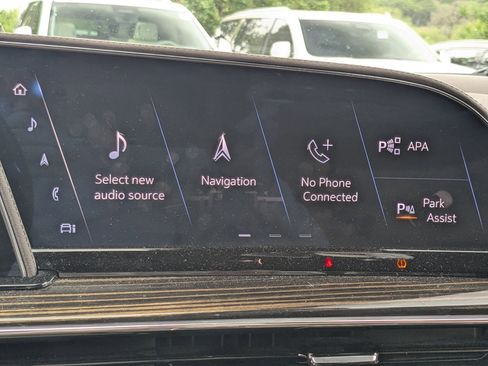 Select new
audio source
Navigation
No Phone
Connected
P APA
P Park
Assist